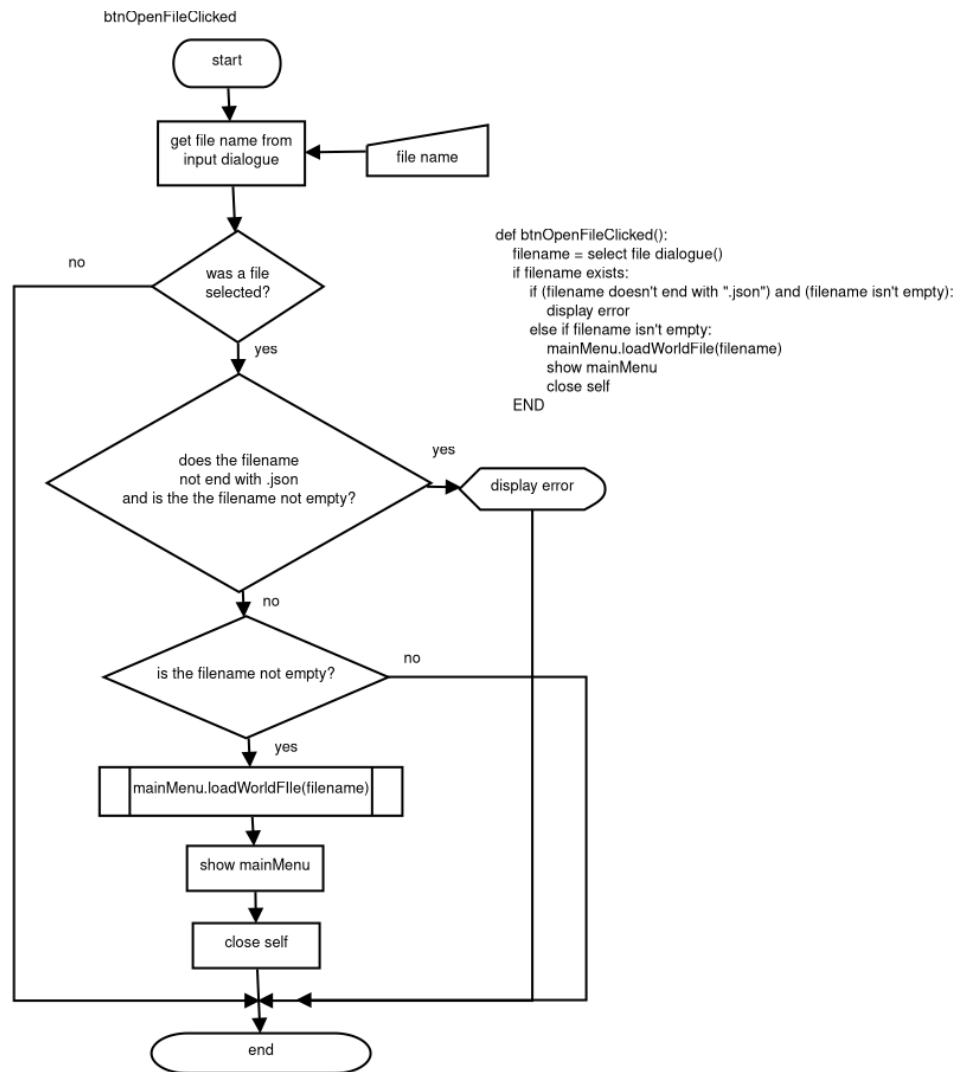 btnOpenFileClicked
start
get file name from
input dialogue
file name
was a file
selected?
no
yes
def btnOpenFileClicked():
filename = select file dialogue()
if filename exists:
if (filename doesn't end with ".json") and (filename isn't empty):
display error
else if filename isn't empty:
mainMenu.loadWorldFile(filename)
show mainMenu
close self
END
does the filename
not end with .json
and is the the filename not empty?
yes
display error
no
is the filename not empty?
no
yes
mainMenu.loadWorldFIle(filename)
show mainMenu
close self
end